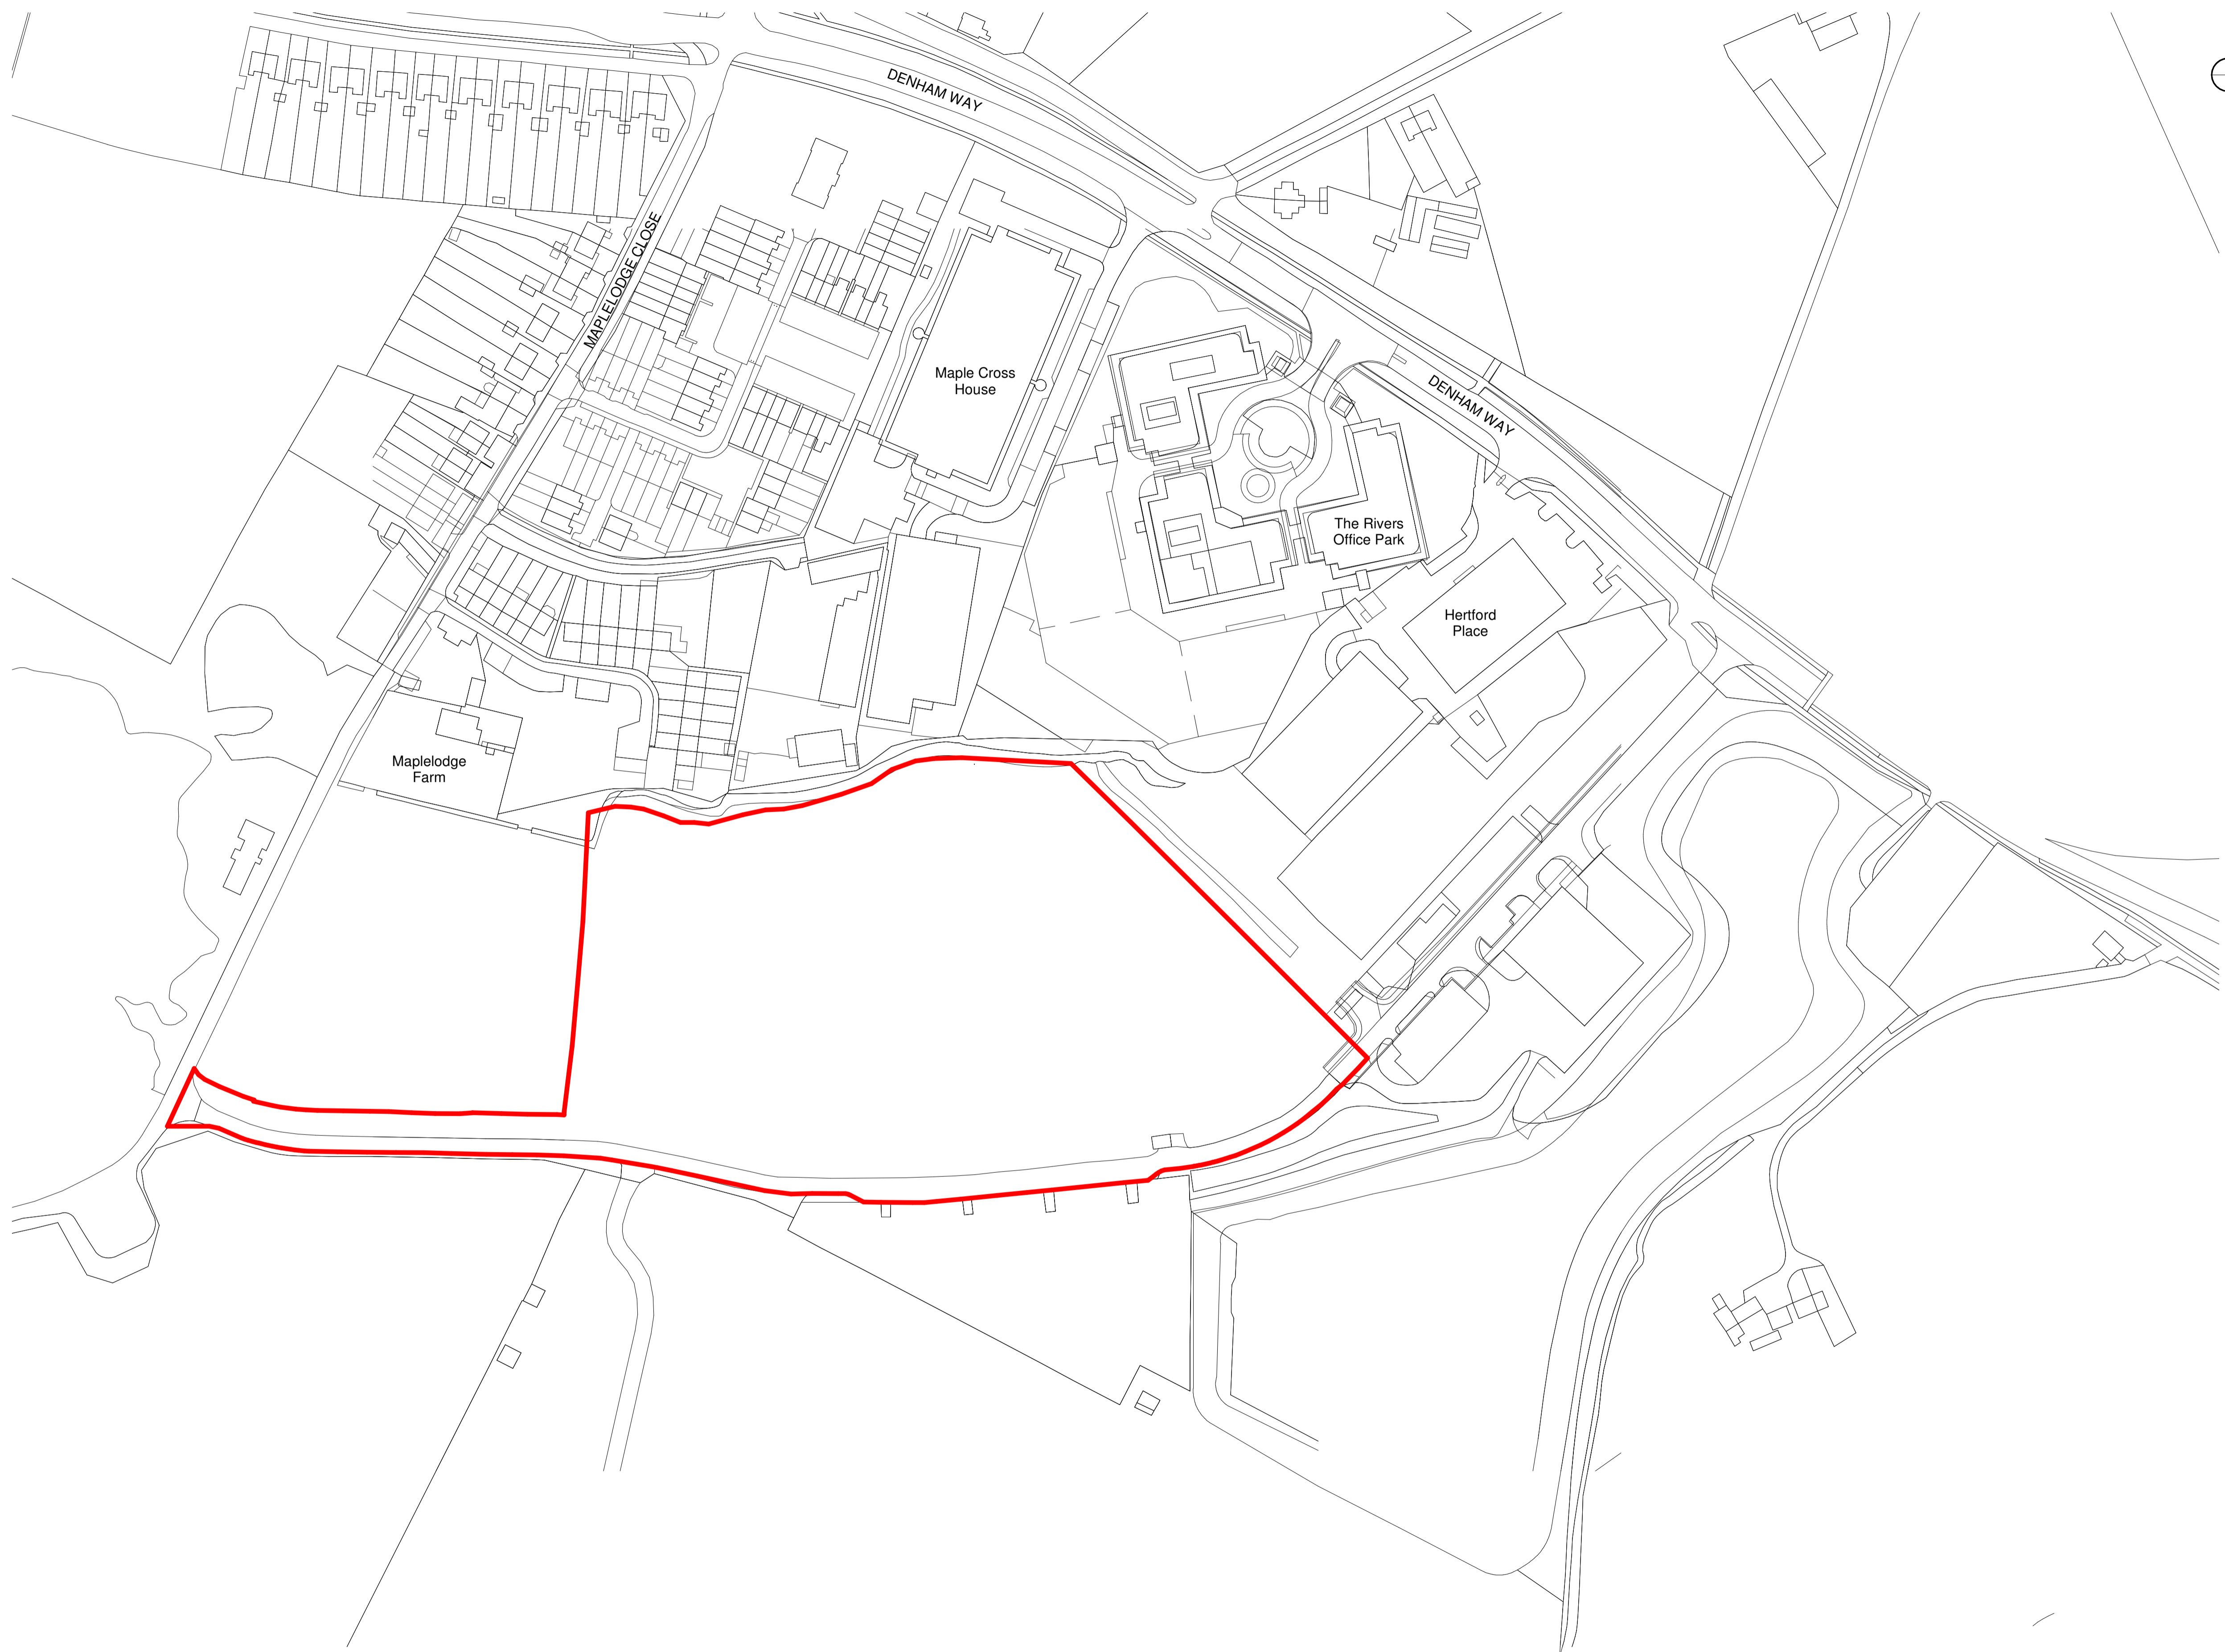 DENHAM WAY
MAPLELODGE CLOSE
Maple Cross
House
DENHAM WAY
The Rivers
Office Park
Hertford
Place
Maplelodge
Farm